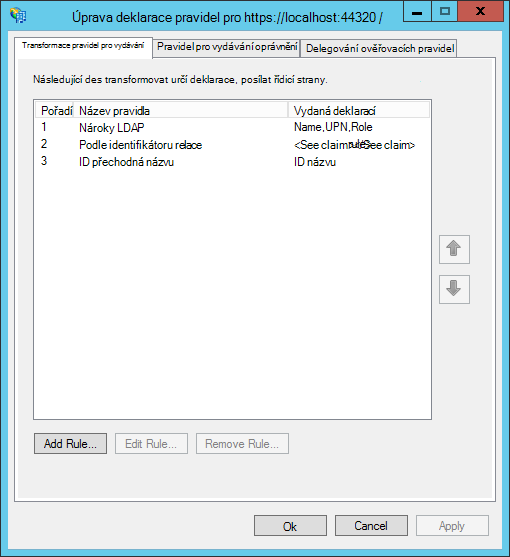 Úprava deklarace pravidel pro https://localhost:44320 /
Transformace pravidel pro vydávání Pravidel pro vydávání oprávnění Delegování ověřovacích pravidel
Následující des transformovat určí deklarace, posílat řídicí strany.
Pořadí Název pravidla Vydaná deklarací
1 Nároky LDAP Name,UPN,Role
2 Podle identifikátoru relace <See claim rule></See claim>
3 ID přechodná názvu ID názvu
Add Rule... Edit Rule... Remove Rule...
Ok Cancel Apply